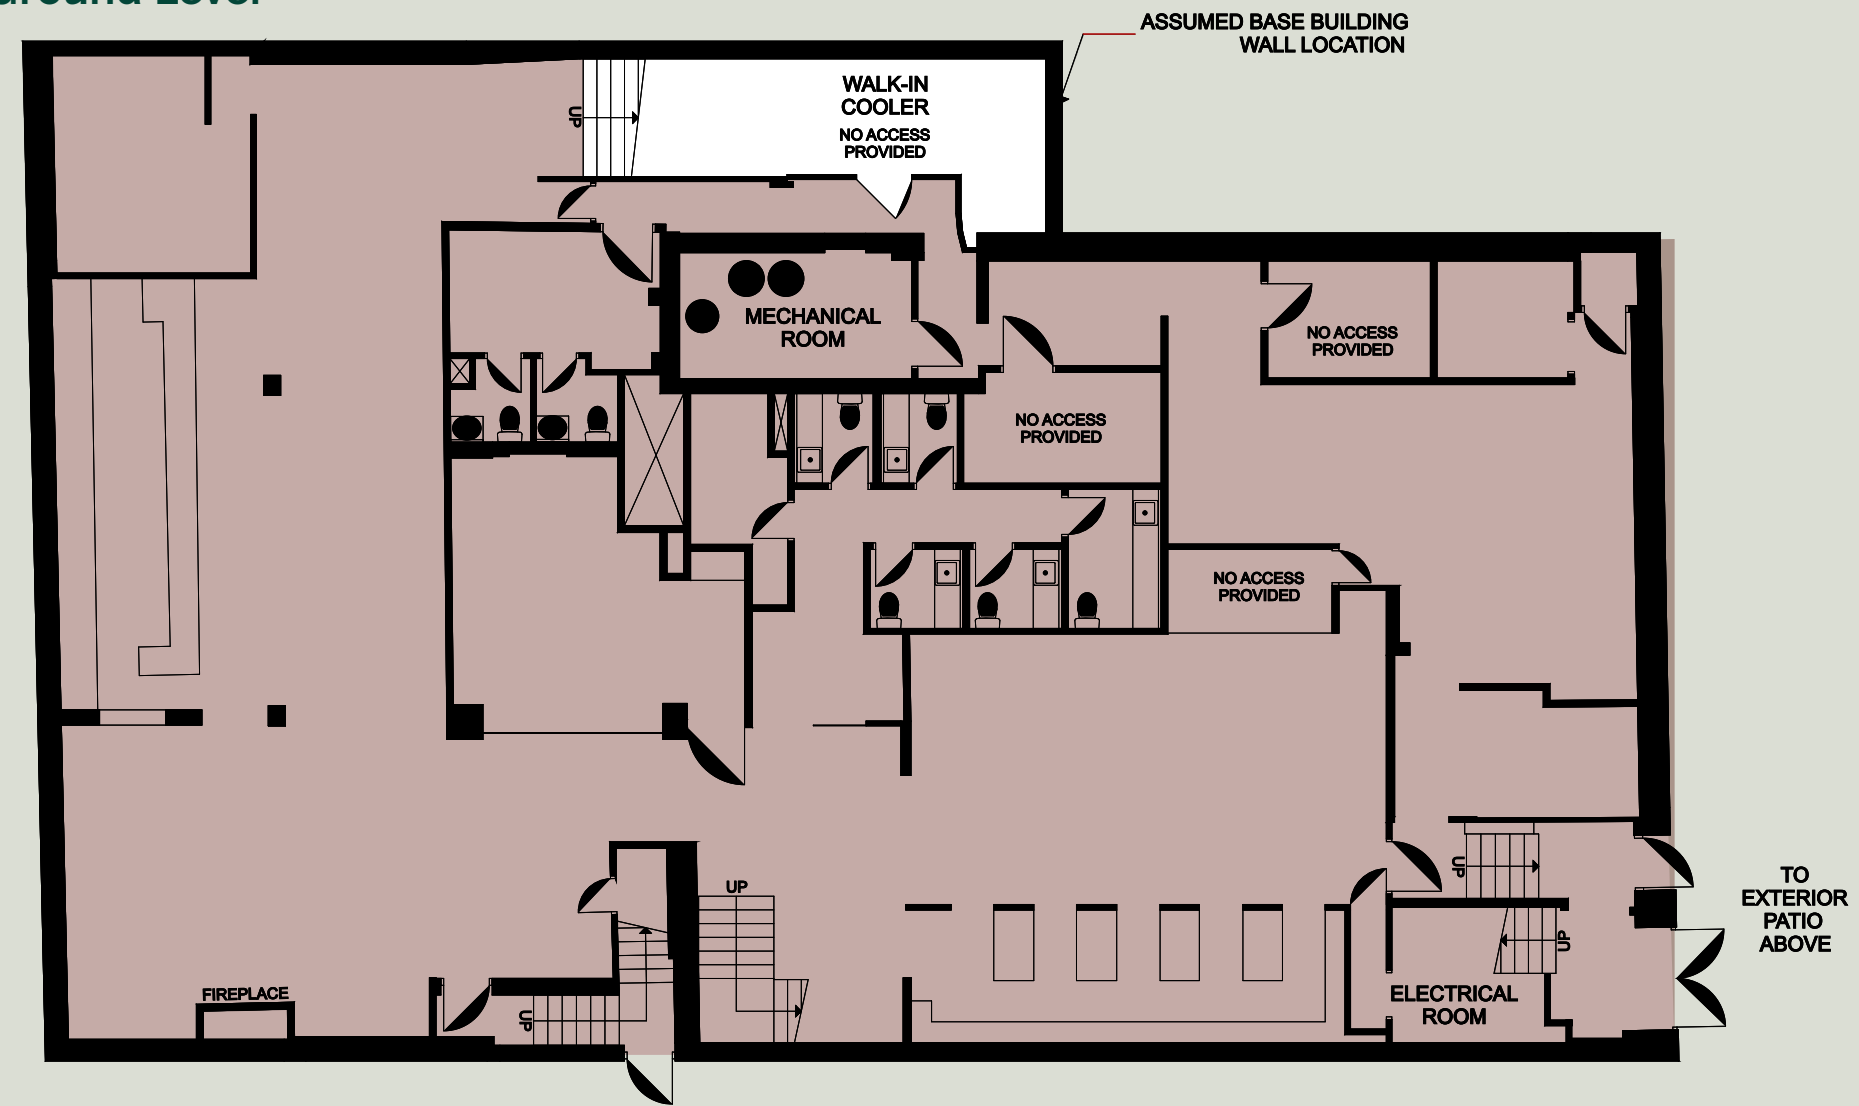 ASSUMED BASE BUILDING
WALL LOCATION
WALK-IN
COOLER
NO ACCESS
PROVIDED
UP
MECHANICAL
ROOM
NO ACCESS
PROVIDED
NO ACCESS
PROVIDED
NO ACCESS
PROVIDED
UP
UP
TO
EXTERIOR
PATIO
ABOVE
UP
FIREPLACE
UP
ELECTRICAL
ROOM